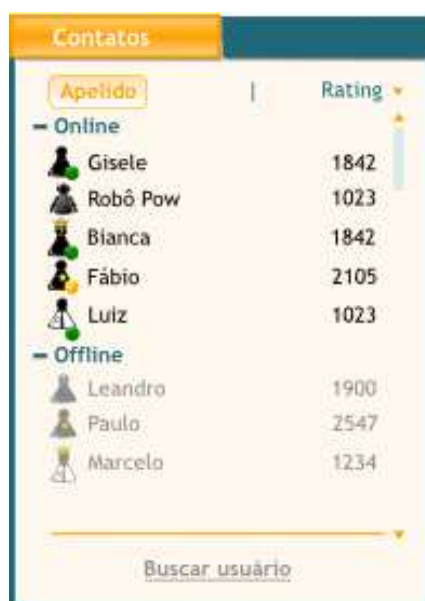 Contatos
Apelido | Rating
Online
Gisele 1842
Robô Pow 1023
Bianca 1842
Fábio 2105
Luiz 1023
Offline
Leandro 1900
Paulo 2547
Marcelo 1234
Buscar usuário